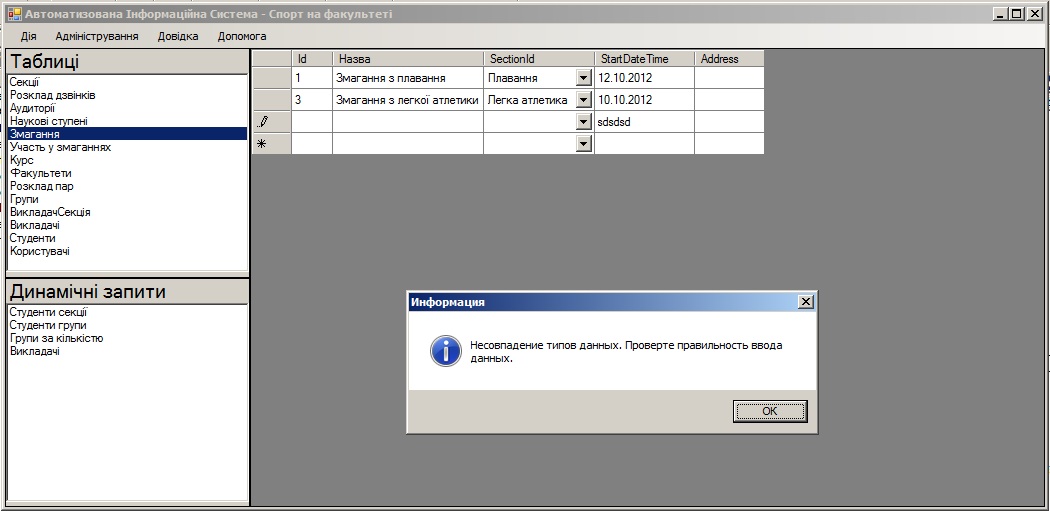 Автоматизована Інформаційна Система - Спорт на факультеті
Дія Адміністрування Довідка Допомога
Таблиці
Секції
Розклад дзвінків
Аудиторії
Наукові ступені
Змагання
Участь у змаганнях
Курс
Факультети
Розклад пар
Групи
ВикладачСекція
Викладачі
Студенти
Користувачі
Динамічні запити
Студенти секції
Студенти групи
Групи за кількістю
Викладачі
Id Назва SectionId StartDateTime Address
1 Змагання з плавання Плавання 12.10.2012
3 Змагання з легкої атлетики Легка атлетика 10.10.2012
sdsdsd
Информация
Несовпадение типов данных. Проверте правильность ввода
данных.
OK